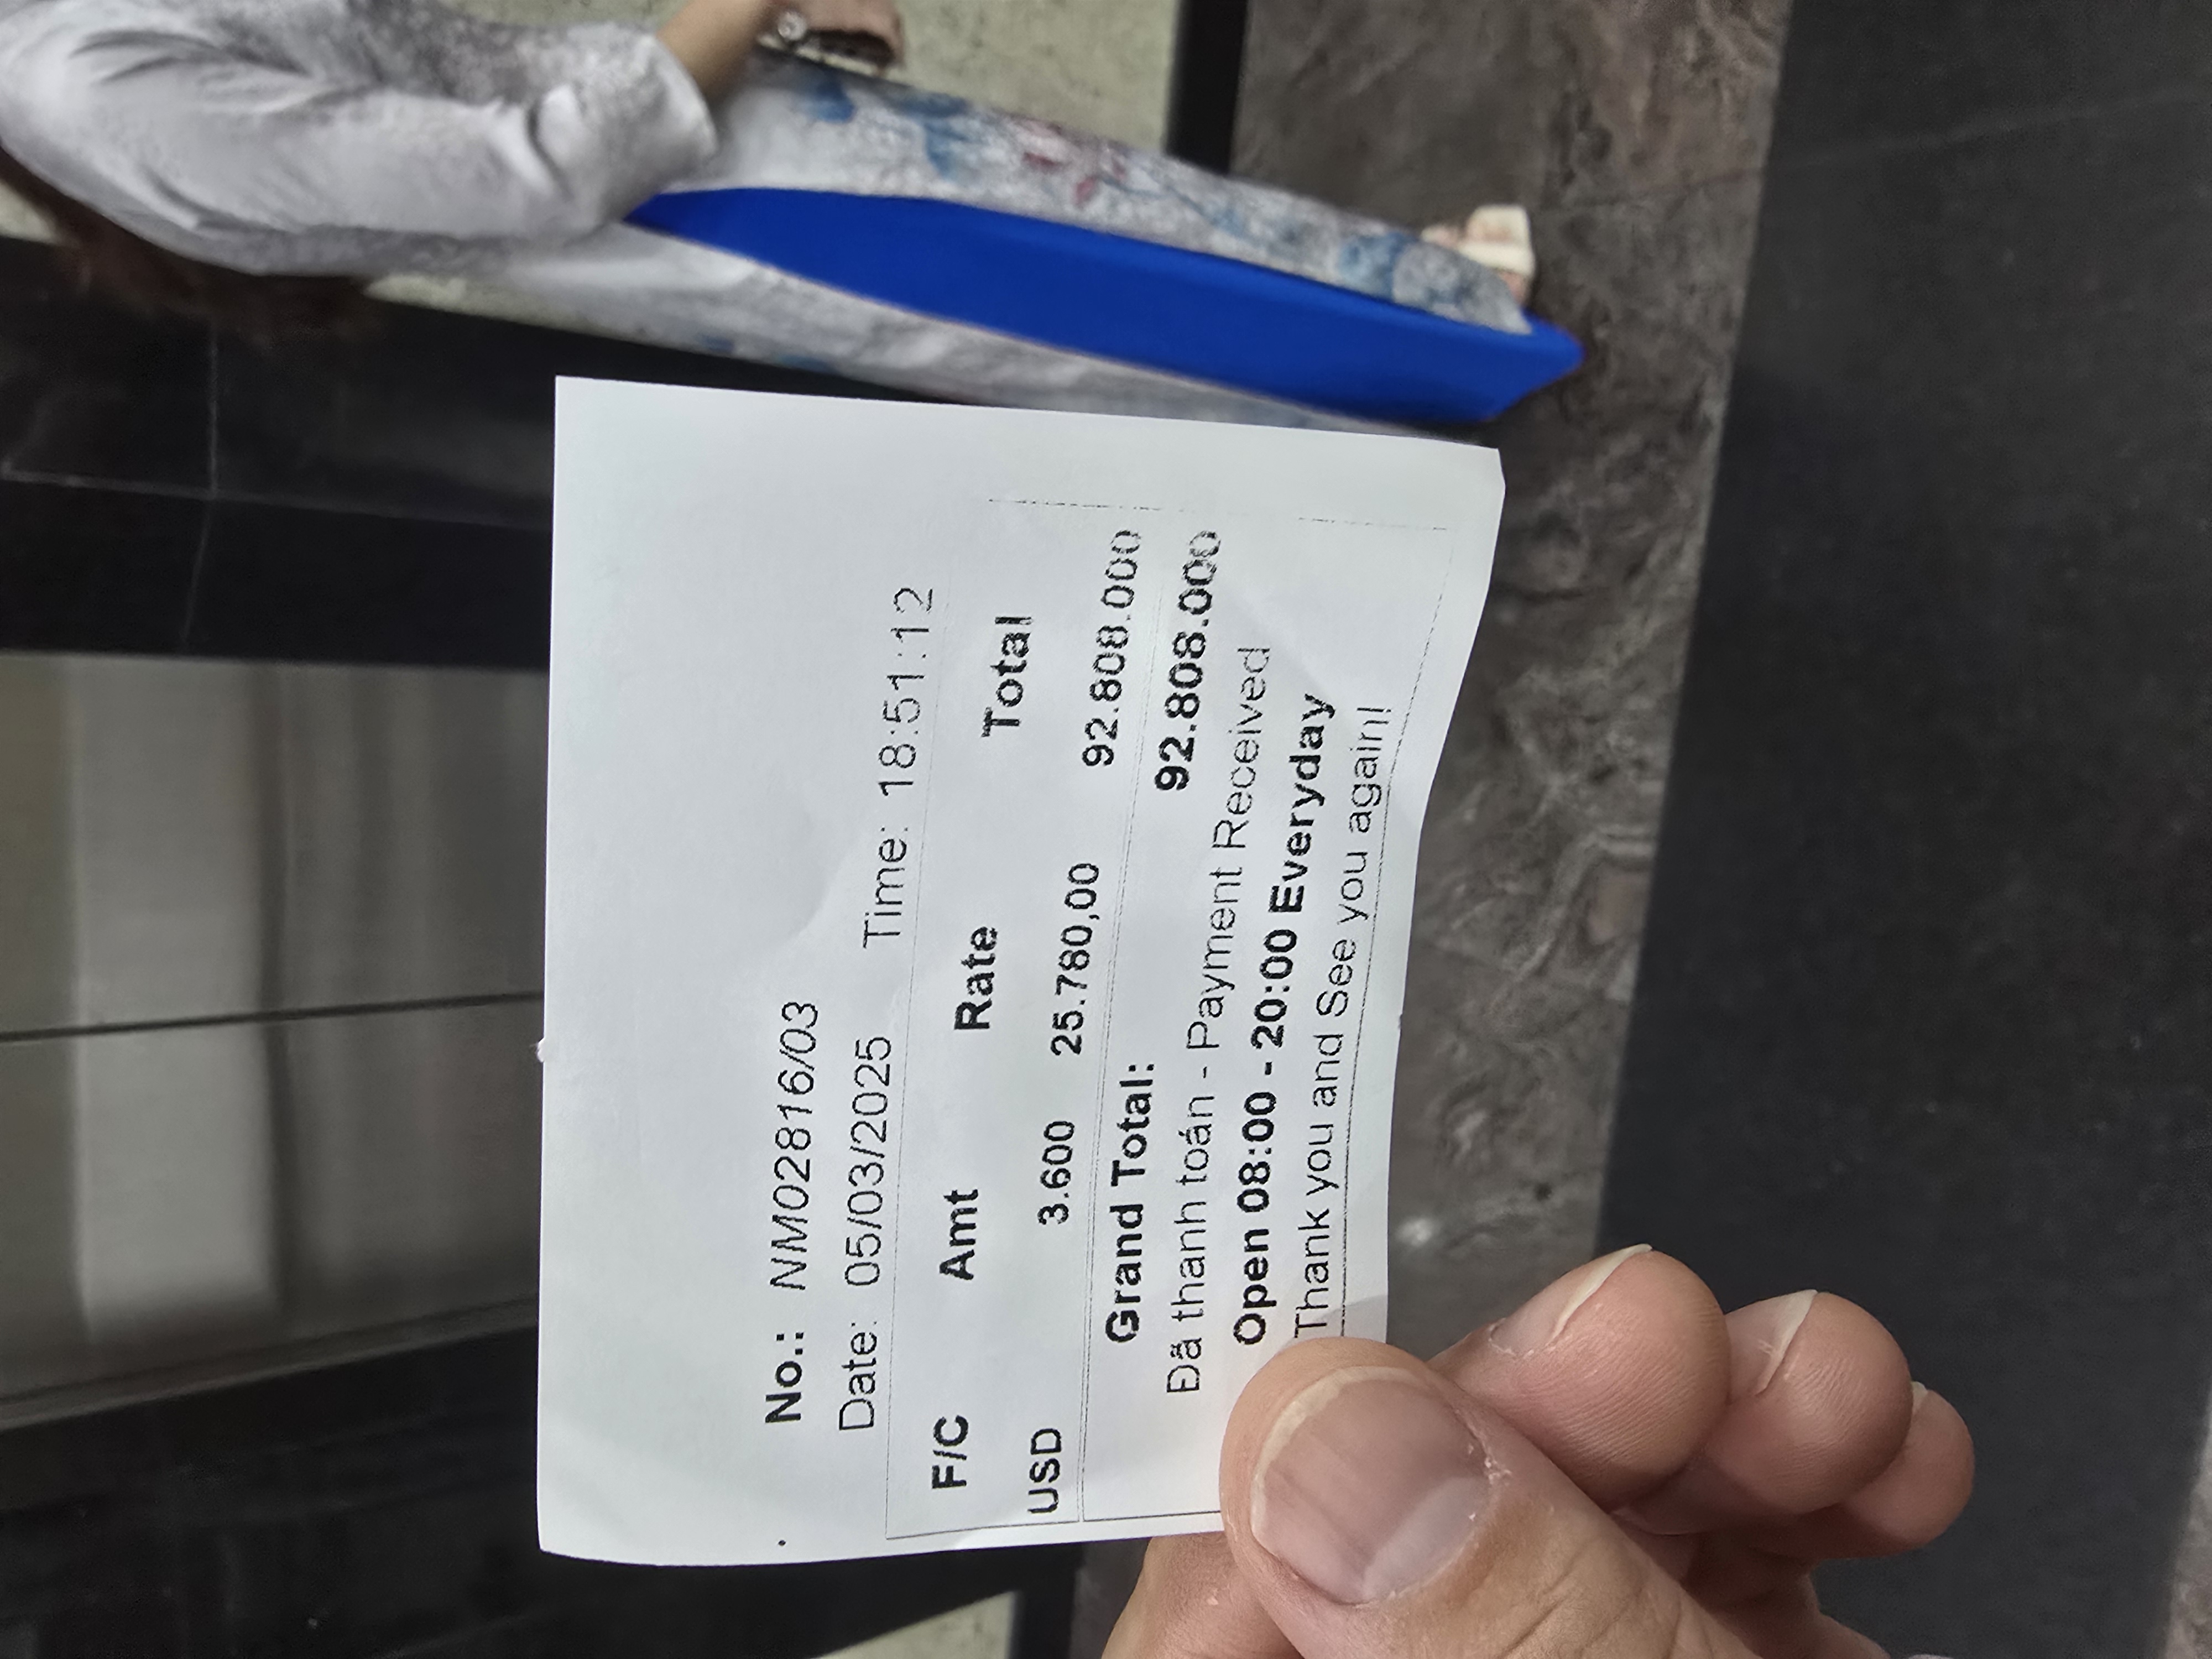 No.: NM02816/03
Date: 05/03/2025 Time: 18:51:12
F/C Amt Rate Total
USD 3.600 25.780,00 92.808.000
Grand Total: 92.808.000
Đã thanh toán - Payment Received
Open 08:00 - 20:00 Everyday
Thank you and See you again!